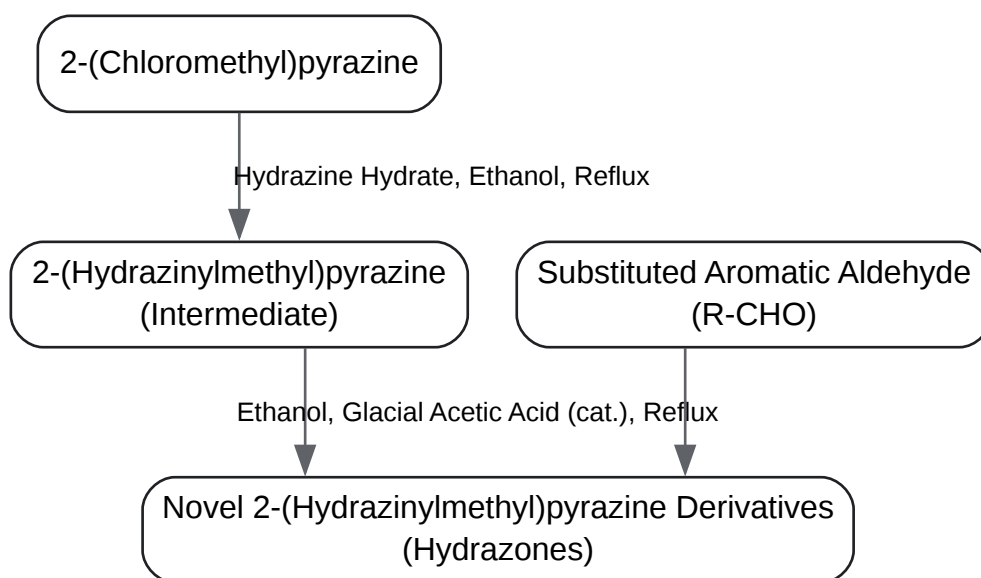 2-(Chloromethyl)pyrazine
Hydrazine Hydrate, Ethanol, Reflux
2-(Hydrazinylmethyl)pyrazine
(Intermediate)
Substituted Aromatic Aldehyde
(R-CHO)
Ethanol, Glacial Acetic Acid (cat.), Reflux
Novel 2-(Hydrazinylmethyl)pyrazine Derivatives
(Hydrazones)